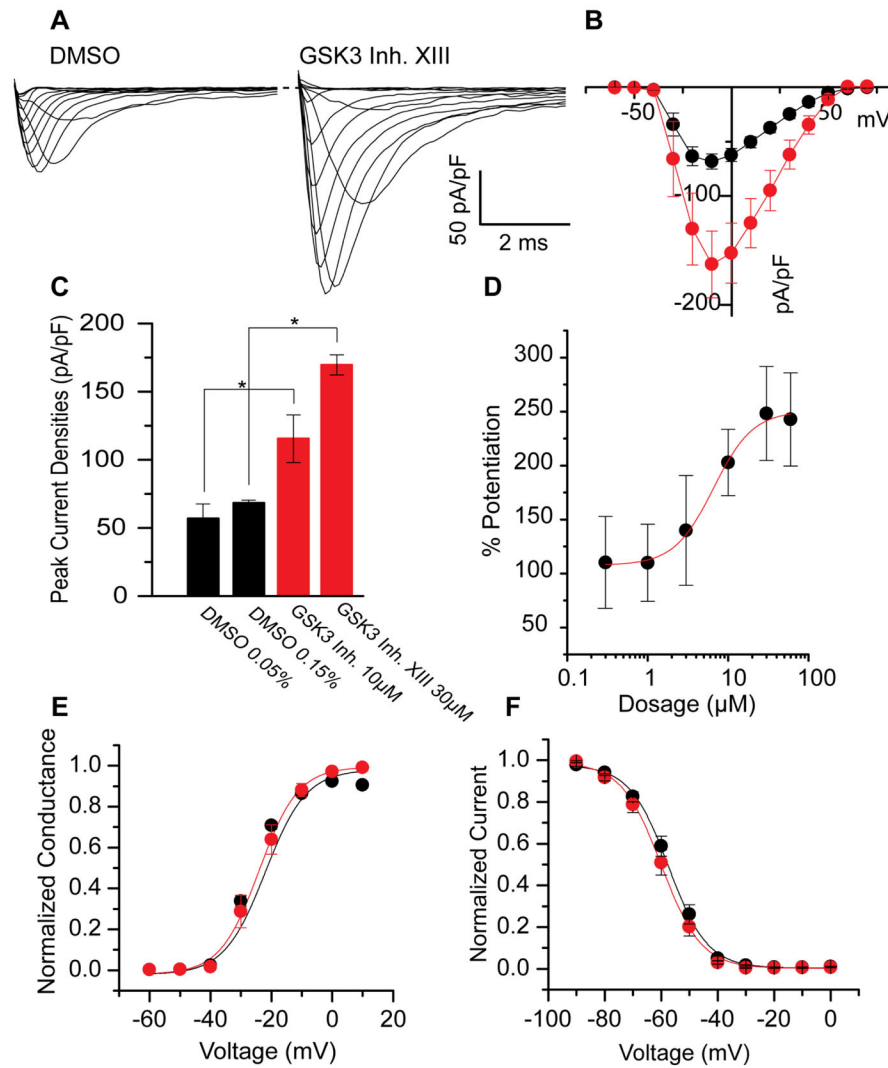 A
DMSO
GSK3 Inh. XIII
50 pA/pF
2 ms
B
-50
50
mV
-100
-200
pA/pF
C
Peak Current Densities (pA/pF)
200
150
100
50
0
*
*
DMSO 0.05%
DMSO 0.15%
GSK3 Inh. 10µM
GSK3 Inh. XIII 30µM
D
% Potentiation
300
250
200
150
100
50
0.1
1
10
100
Dosage (µM)
E
Normalized Conductance
1.0
0.8
0.6
0.4
0.2
0.0
-60
-40
-20
0
20
Voltage (mV)
F
Normalized Current
1.0
0.8
0.6
0.4
0.2
0.0
-100
-80
-60
-40
-20
0
Voltage (mV)